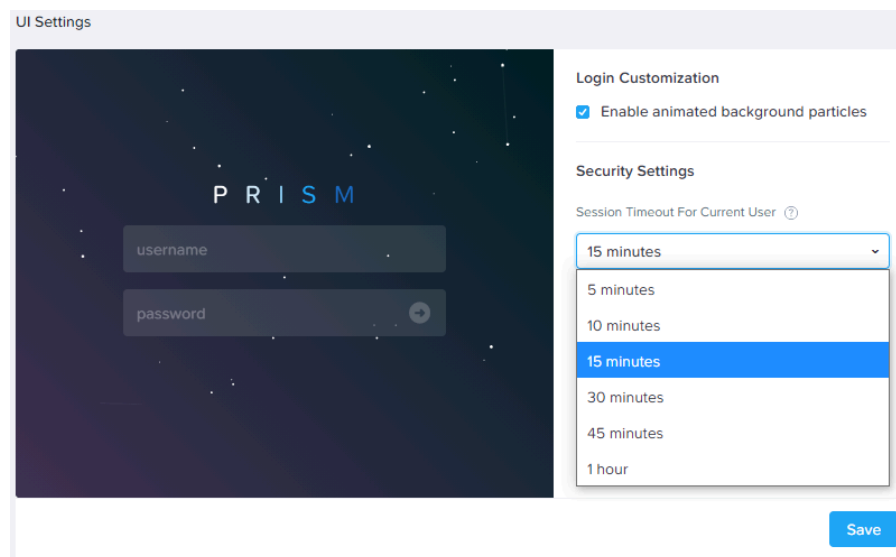 UI Settings
PRISM
username
password
Login Customization
Enable animated background particles
Security Settings
Session Timeout For Current User ?
15 minutes
5 minutes
10 minutes
15 minutes
30 minutes
45 minutes
1 hour
Save